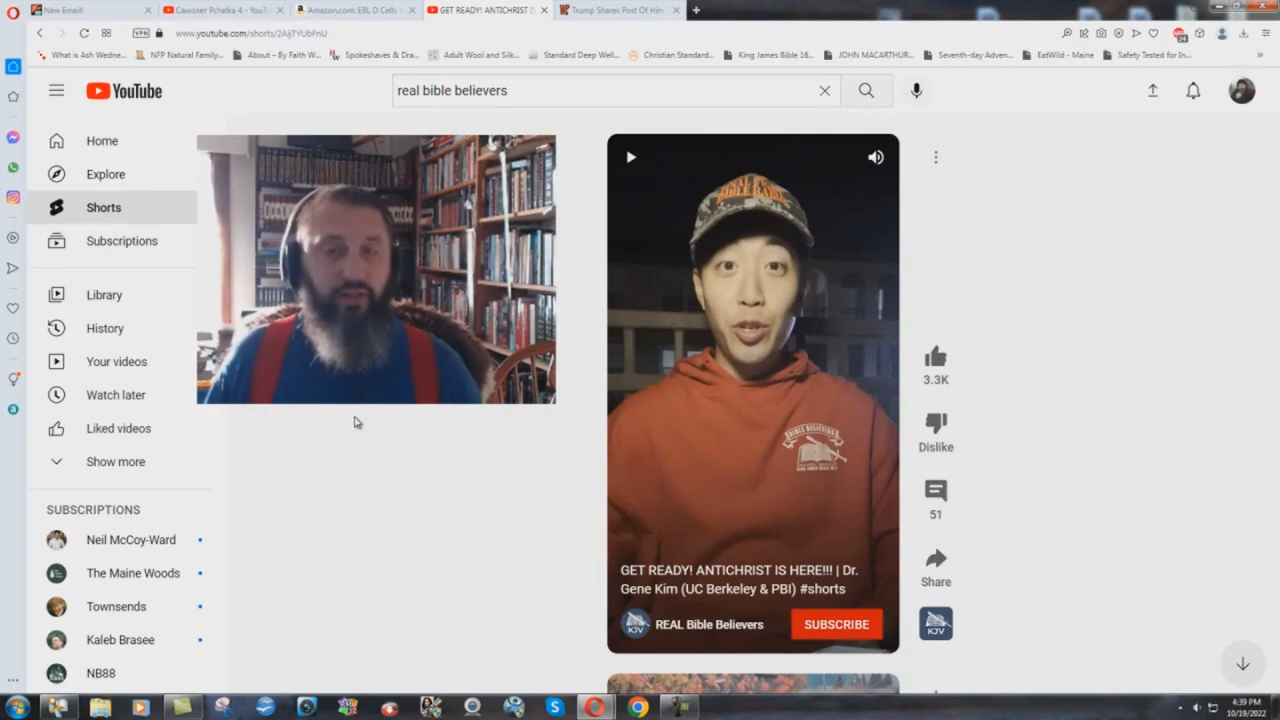 New Email!
Самолет Pchelka 4 - YouTu
Amazon.com: EBL D Cells :
GET READY! ANTICHRIST I
Trump Shares Post Of Him
VPN
www.youtube.com/shorts/2AijTYUbFnU
What is Ash Wedne...
NFP Natural Family...
About – By Faith W...
Spokeshaves & Dra...
Adult Wool and Silk...
Standard Deep Well...
Christian Standard...
King James Bible 16...
JOHN MACARTHUR...
Seventh-day Adven...
EatWild - Maine
Safety Tested for In...
YouTube
real bible believers
Home
Explore
Shorts
Subscriptions
Library
History
Your videos
Watch later
Liked videos
Show more
SUBSCRIPTIONS
Neil McCoy-Ward
The Maine Woods
Townsends
Kaleb Brasee
NB88
BIBLE BELIEVERS
3.3K
Dislike
51
Share
GET READY! ANTICHRIST IS HERE!!! | Dr.
Gene Kim (UC Berkeley & PBI) #shorts
KJV
REAL Bible Believers
SUBSCRIBE
KJV
4:39 PM
10/19/2022